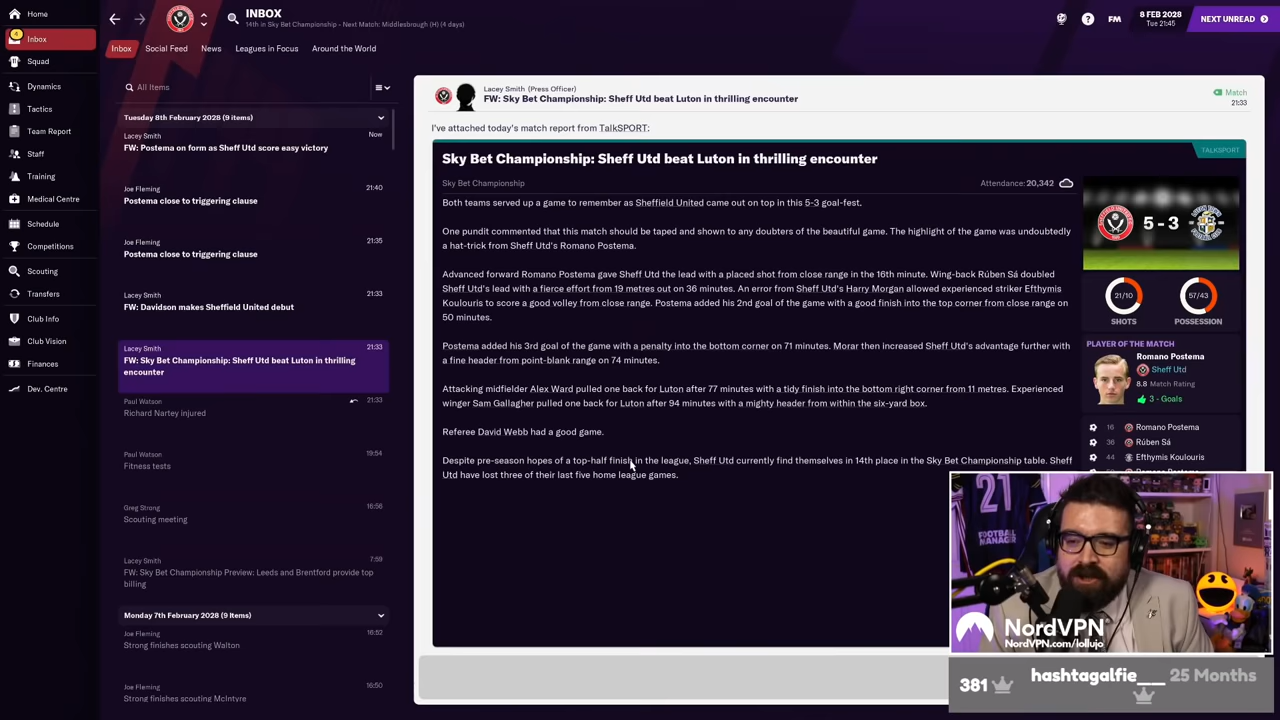 Home
INBOX
14th in Sky Bet Championship - Next Match: Middlesbrough (H) (4 days)
FM
8 FEB 2028
Tue 21:45
NEXT UNREAD
4
Inbox
Squad
Dynamics
Tactics
Team Report
Staff
Training
Medical Centre
Schedule
Competitions
Scouting
Transfers
Club Info
Club Vision
Finances
Dev. Centre
Inbox
Social Feed
News
Leagues in Focus
Around the World
All Items
Tuesday 8th February 2028 (9 items)
Lacey Smith
Now
FW: Postema on form as Sheff Utd score easy victory
Joe Fleming
21:40
Postema close to triggering clause
Joe Fleming
21:35
Postema close to triggering clause
Lacey Smith
21:33
FW: Davidson makes Sheffield United debut
Lacey Smith
21:33
FW: Sky Bet Championship: Sheff Utd beat Luton in thrilling
encounter
Paul Watson
21:33
Richard Nartey injured
Paul Watson
19:54
Fitness tests
Greg Strong
16:56
Scouting meeting
Lacey Smith
7:59
FW: Sky Bet Championship Preview: Leeds and Brentford provide top
billing
Monday 7th February 2028 (9 Items)
Joe Fleming
16:52
Strong finishes scouting Walton
Joe Fleming
16:50
Strong finishes scouting McIntyre
Lacey Smith (Press Officer)
FW: Sky Bet Championship: Sheff Utd beat Luton in thrilling encounter
Match
21:33
I've attached today's match report from TalkSPORT:
Sky Bet Championship: Sheff Utd beat Luton in thrilling encounter
TALKSPORT
Sky Bet Championship
Attendance: 20,342
Both teams served up a game to remember as Sheffield United came out on top in this 5-3 goal-fest.
One pundit commented that this match should be taped and shown to any doubters of the beautiful game. The highlight of the game was undoubtedly
a hat-trick from Sheff Utd's Romano Postema.
Advanced forward Romano Postema gave Sheff Utd the lead with a placed shot from close range in the 16th minute. Wing-back Rúben Sá doubled
Sheff Utd's lead with a fierce effort from 19 metres out on 36 minutes. An error from Sheff Utd's Harry Morgan allowed experienced striker Efthymis
Koulouris to score a good volley from close range. Postema added his 2nd goal of the game with a good finish into the top corner from close range on
50 minutes.
Postema added his 3rd goal of the game with a penalty into the bottom corner on 71 minutes. Morar then increased Sheff Utd's advantage further with
a fine header from point-blank range on 74 minutes.
Attacking midfielder Alex Ward pulled one back for Luton after 77 minutes with a tidy finish into the bottom right corner from 11 metres. Experienced
winger Sam Gallagher pulled one back for Luton after 94 minutes with a mighty header from within the six-yard box.
Referee David Webb had a good game.
Despite pre-season hopes of a top-half finish in the league, Sheff Utd currently find themselves in 14th place in the Sky Bet Championship table. Sheff
Utd have lost three of their last five home league games.
5 - 3
21/10
57/43
SHOTS
POSSESSION
PLAYER OF THE MATCH
Romano Postema
Sheff Utd
8.8 Match Rating
3 - Goals
16 Romano Postema
36 Rúben Sá
44 Efthymis Koulouris
21
FOOTBALL
MANAGER
NordVPN
NordVPN.com/lollujo
381
hashtagalfie__ 25 Months